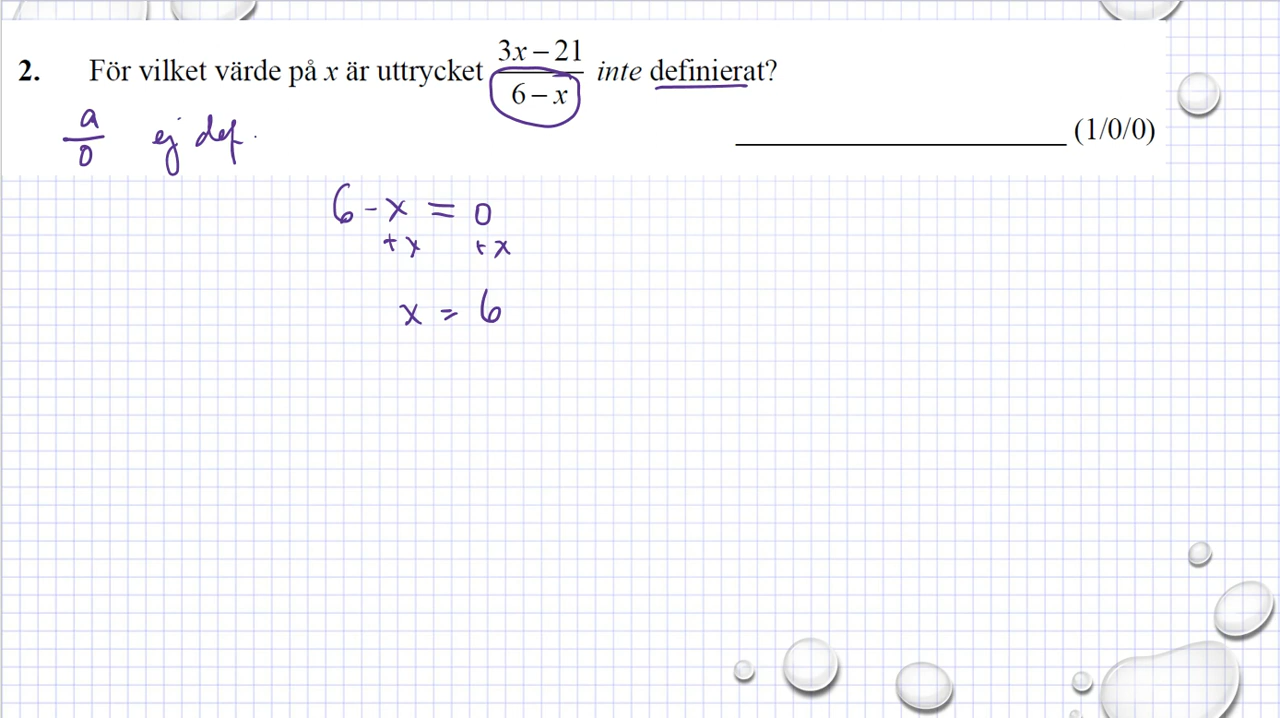 2. För vilket värde på x är uttrycket (3x – 21)/(6 – x) inte definierat?
(1/0/0)
a/0 ej def.
6 - x = 0
+x +x
x = 6